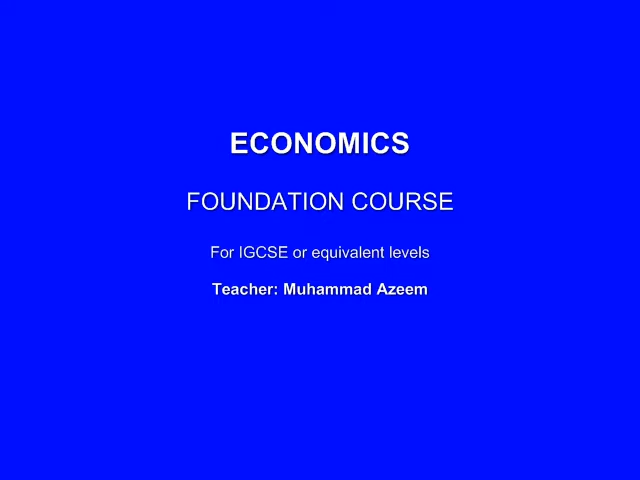 ECONOMICS
FOUNDATION COURSE
For IGCSE or equivalent levels
Teacher: Muhammad Azeem